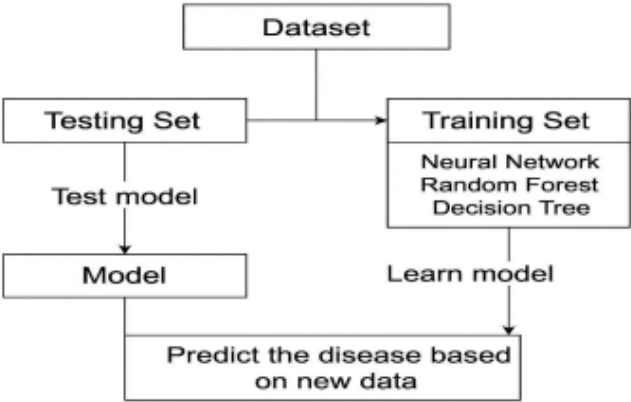 Dataset
Testing Set
Training Set
Neural Network
Random Forest
Decision Tree
Test model
Model
Learn model
Predict the disease based
on new data